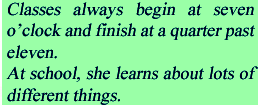 Classes always begin at seven
o'clock and finish at a quarter past
eleven.
At school, she learns about lots of
different things.